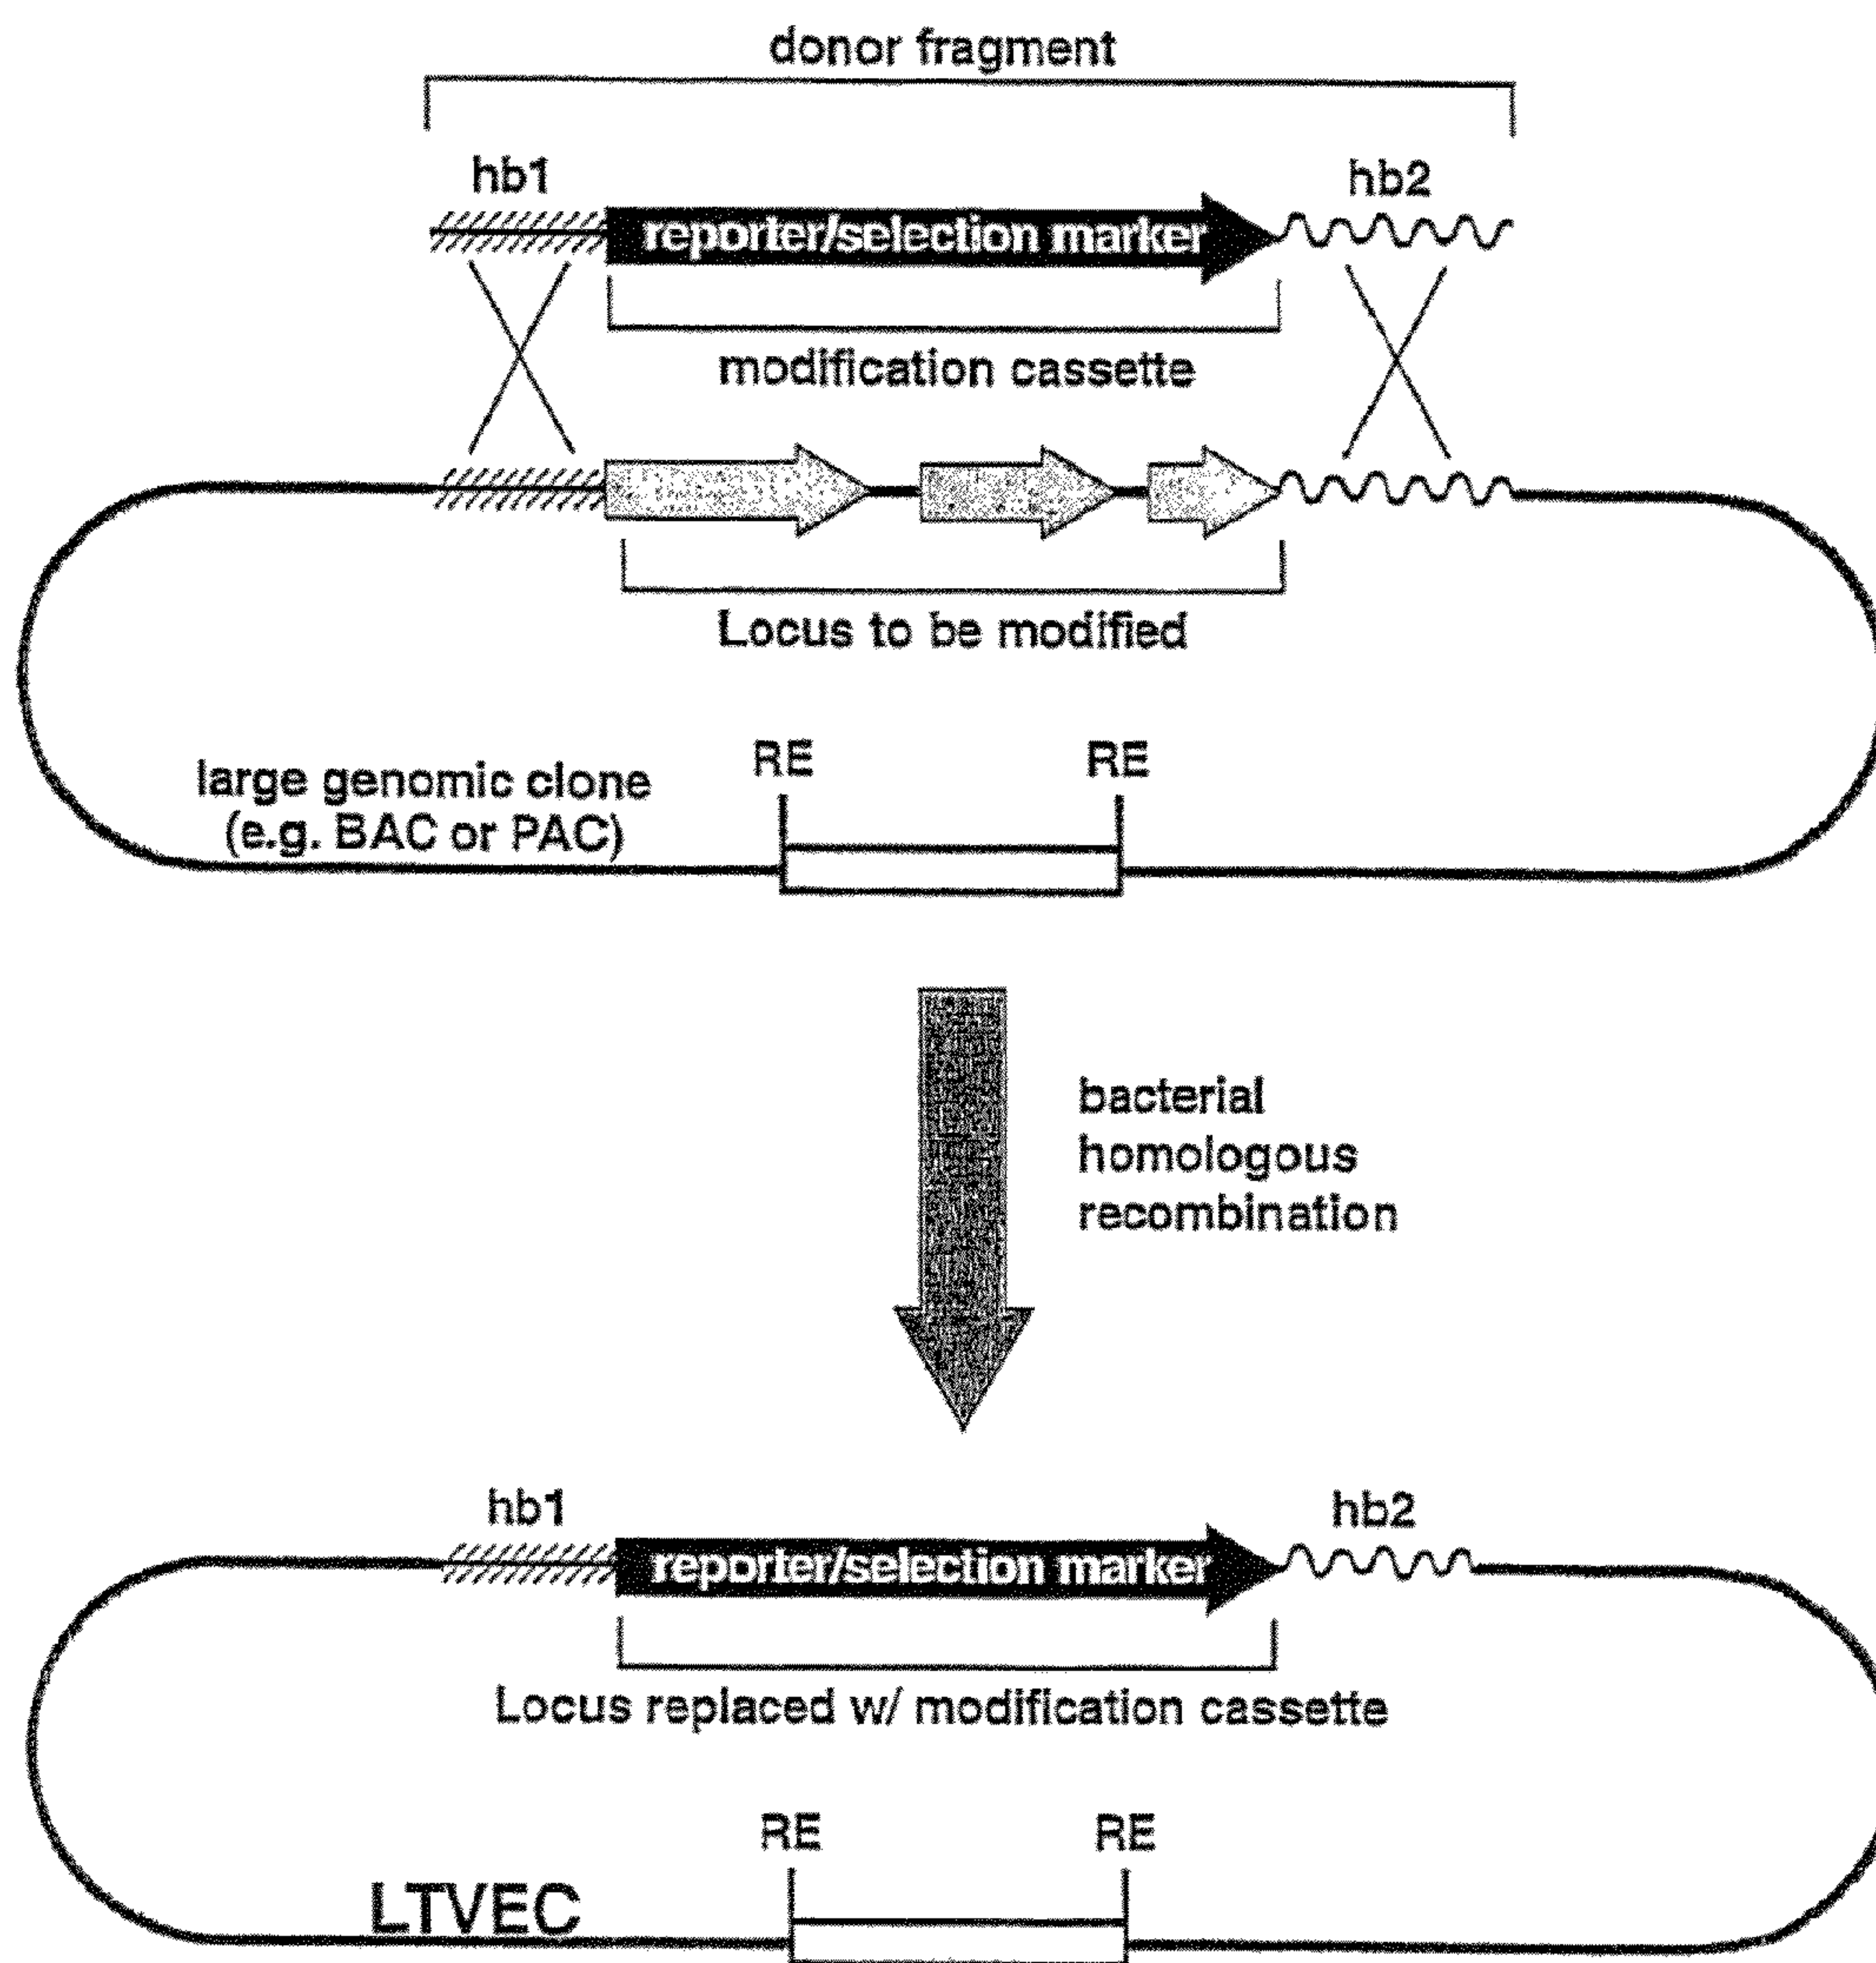 donor fragment
hb1
hb2
reporter/selection marker
modification cassette
Locus to be modified
RE
RE
large genomic clone
(e.g. BAC or PAC)
bacterial
homologous
recombination
hb1
hb2
reporter/selection marker
Locus replaced w/ modification cassette
RE
RE
LTVEC